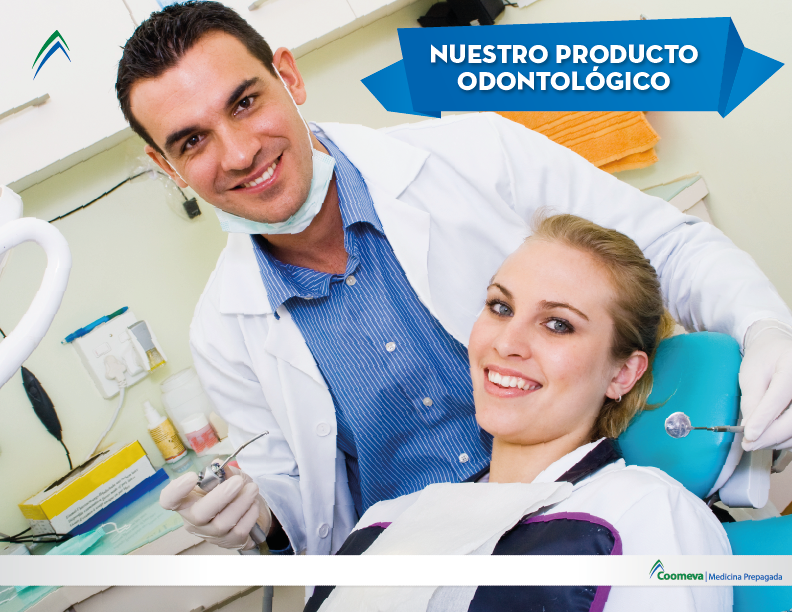 NUESTRO PRODUCTO
ODONTOLÓGICO
Coomeva | Medicina Prepagada